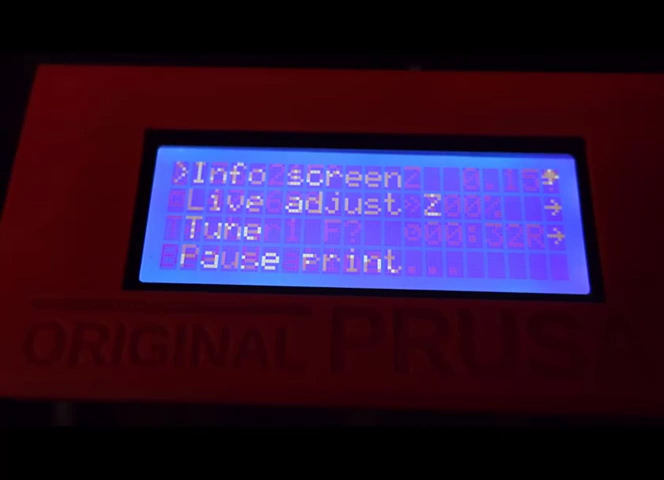 >Info screen ↑
Live adjust Z →
Tune →
Pause print
ORIGINAL PRUSA